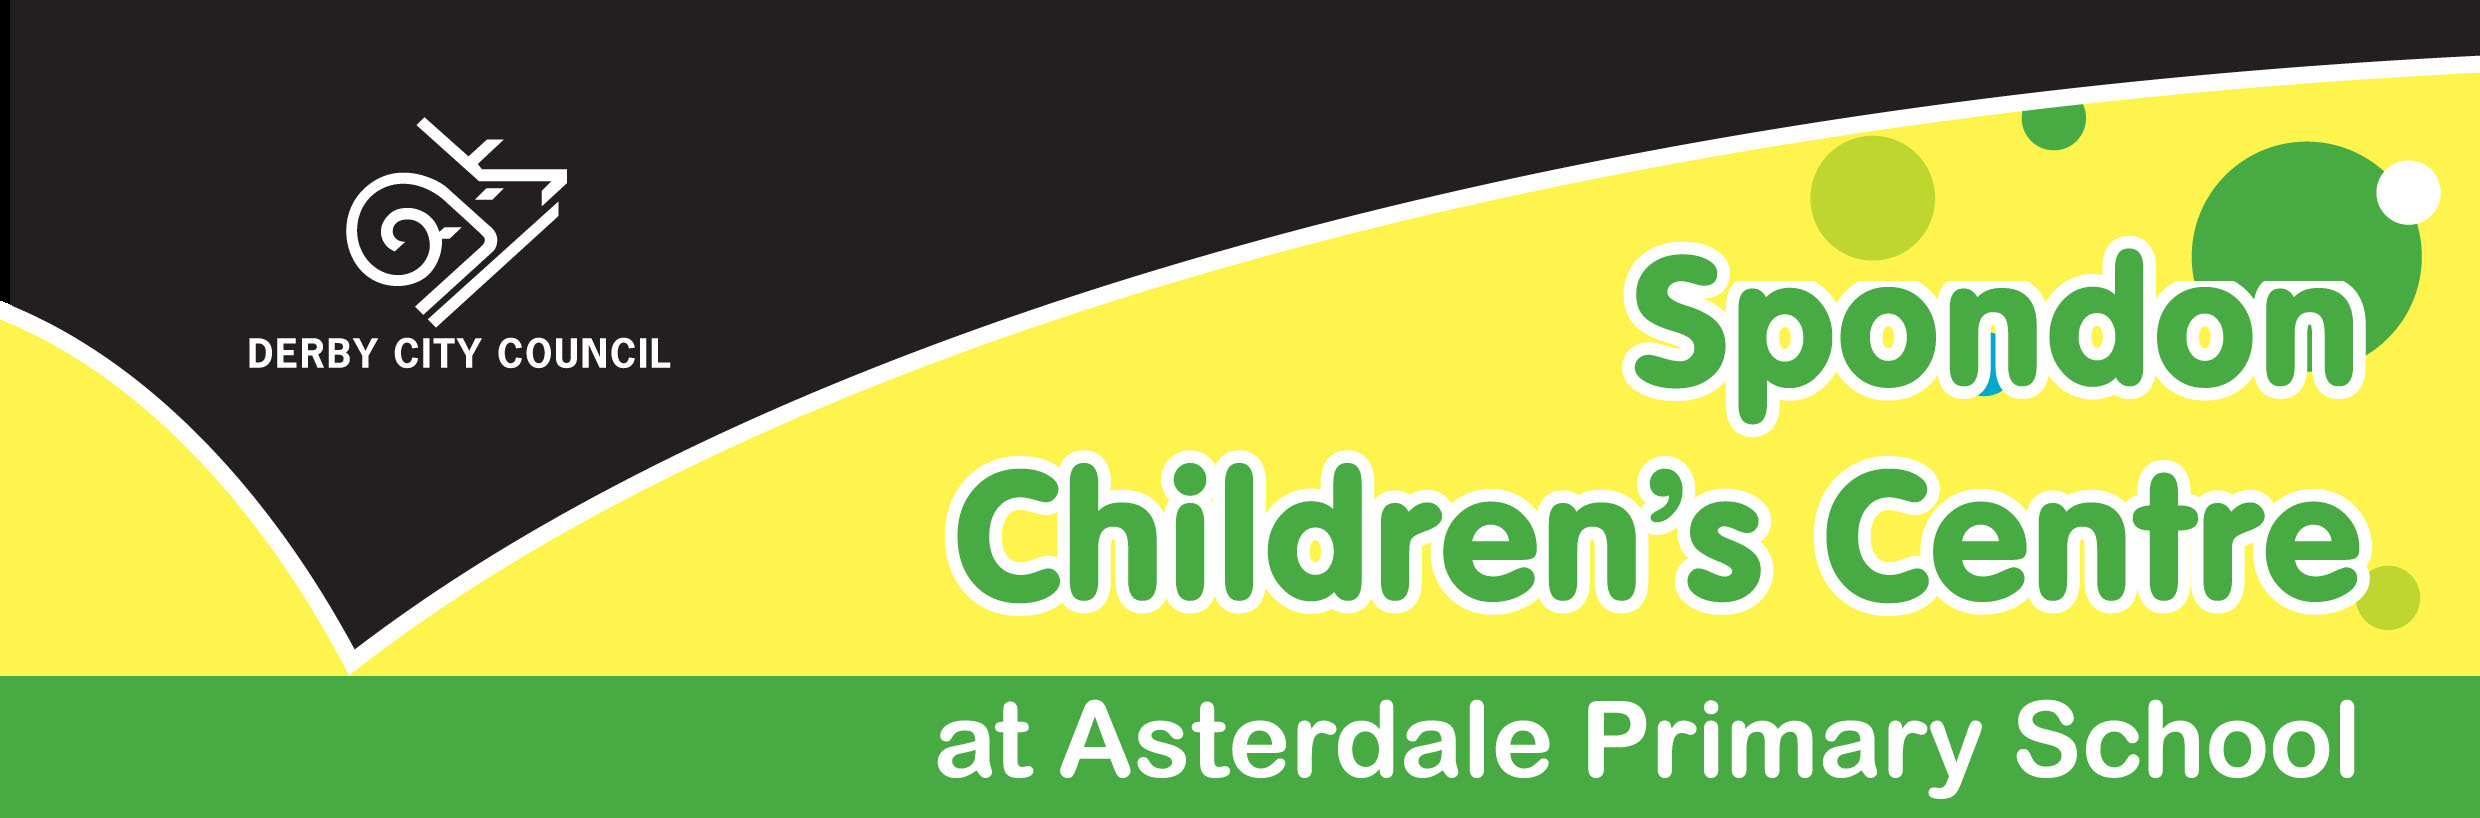 DERBY CITY COUNCIL
Spondon
Children’s Centre
at Asterdale Primary School